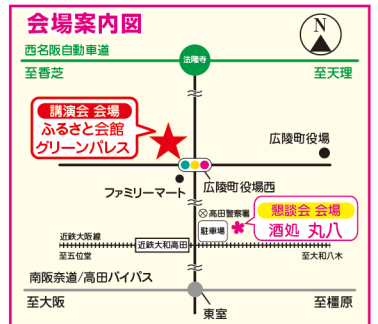 会場案内図
N
西名阪自動車道
法隆寺
至香芝
至天理
講演会 会場
ふるさと会館
グリーンパレス
広陵町役場
ファミリーマート
広陵町役場西
高田警察署
懇談会 会場
酒処 丸八
駐車場
近鉄大阪線
近鉄大和高田
至五位堂
至大和八木
南阪奈道/高田バイパス
至大阪
東室
至橿原